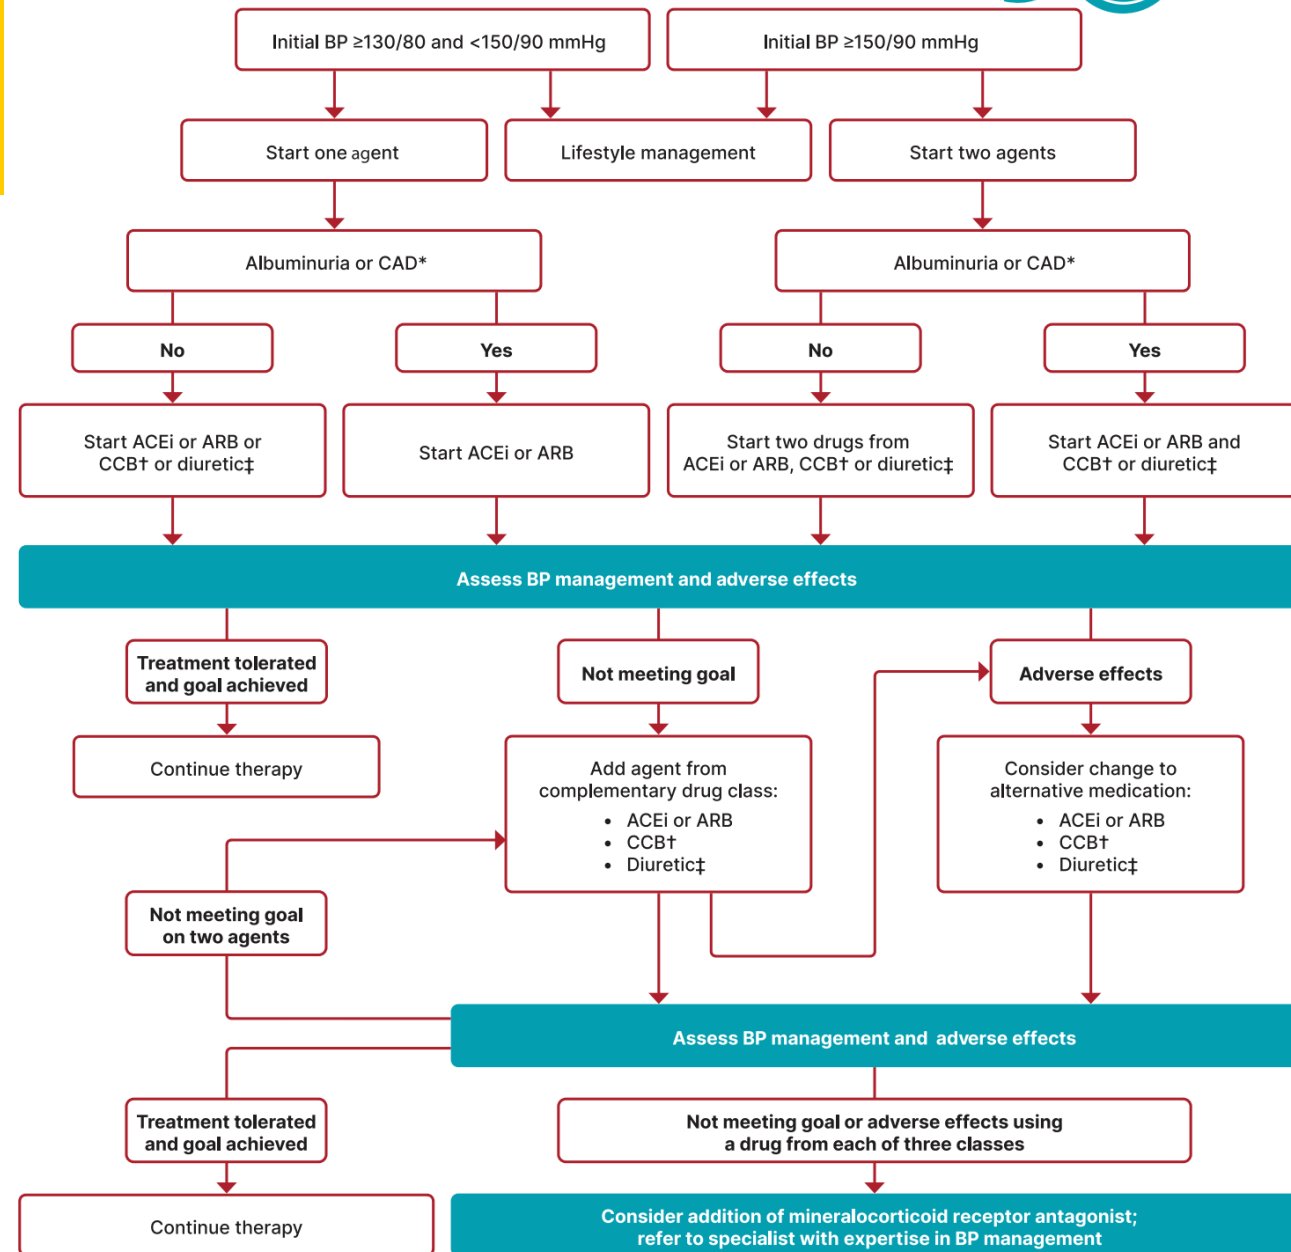 Initial BP ≥130/80 and <150/90 mmHg
Initial BP ≥150/90 mmHg
Start one agent
Lifestyle management
Start two agents
Albuminuria or CAD*
Albuminuria or CAD*
No
Yes
No
Yes
Start ACEi or ARB or
CCB† or diuretic‡
Start ACEi or ARB
Start two drugs from
ACEi or ARB, CCB† or diuretic‡
Start ACEi or ARB and
CCB† or diuretic‡
Assess BP management and adverse effects
Treatment tolerated
and goal achieved
Not meeting goal
Adverse effects
Continue therapy
Add agent from
complementary drug class:
• ACEi or ARB
• CCB†
• Diuretic‡
Consider change to
alternative medication:
• ACEi or ARB
• CCB†
• Diuretic‡
Not meeting goal
on two agents
Assess BP management and adverse effects
Treatment tolerated
and goal achieved
Not meeting goal or adverse effects using
a drug from each of three classes
Continue therapy
Consider addition of mineralocorticoid receptor antagonist;
refer to specialist with expertise in BP management